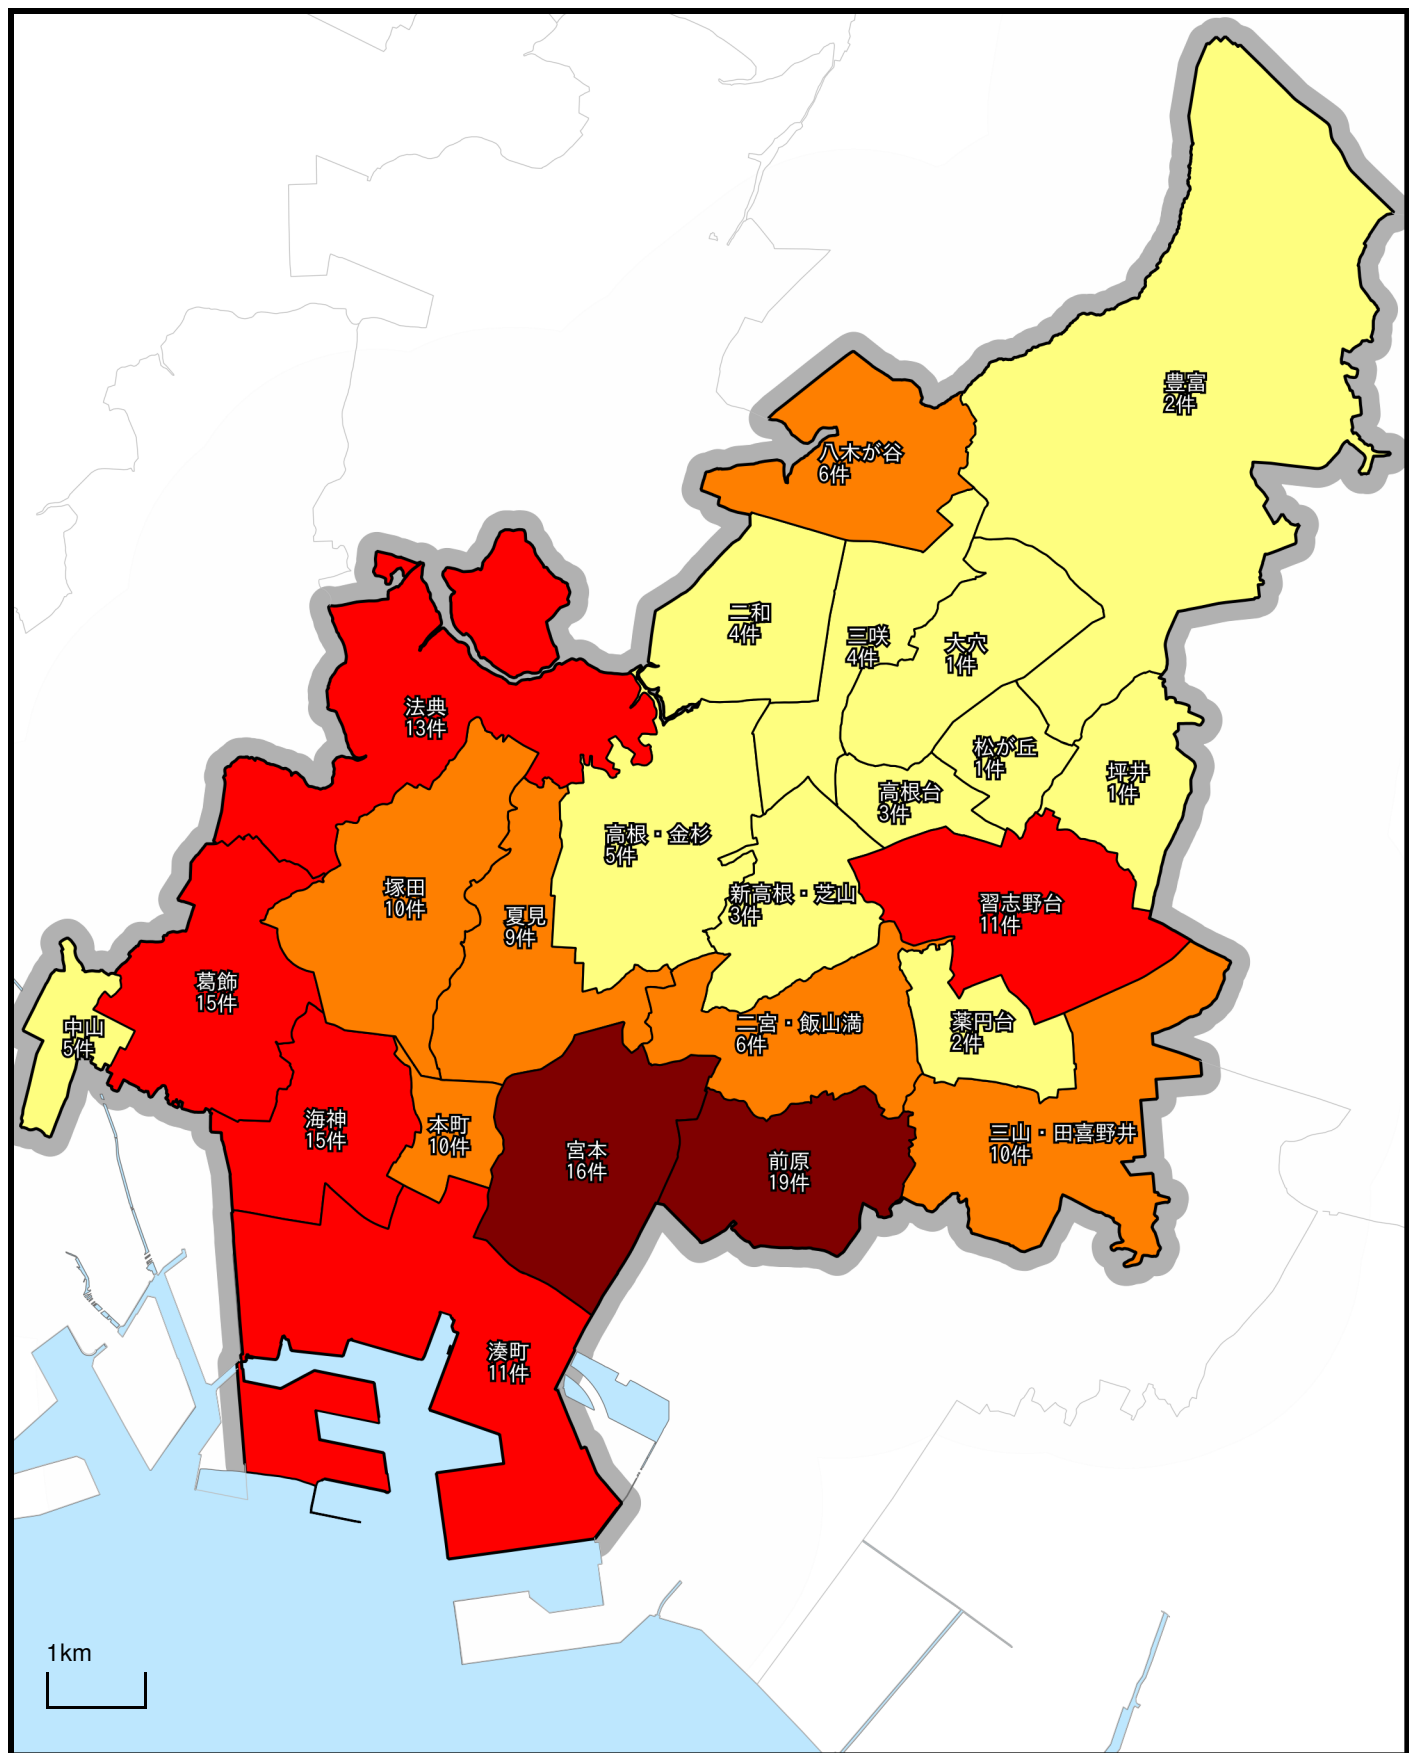 豊富
2件
八木が谷
6件
二和
4件
三咲
4件
大穴
1件
法典
13件
松が丘
1件
坪井
1件
高根台
3件
高根・金杉
5件
塚田
10件
新高根・芝山
3件
夏見
9件
習志野台
11件
葛飾
15件
中山
5件
二宮・飯山満
6件
薬円台
2件
海神
15件
本町
10件
三山・田喜野井
10件
宮本
16件
前原
19件
湊町
11件
1km